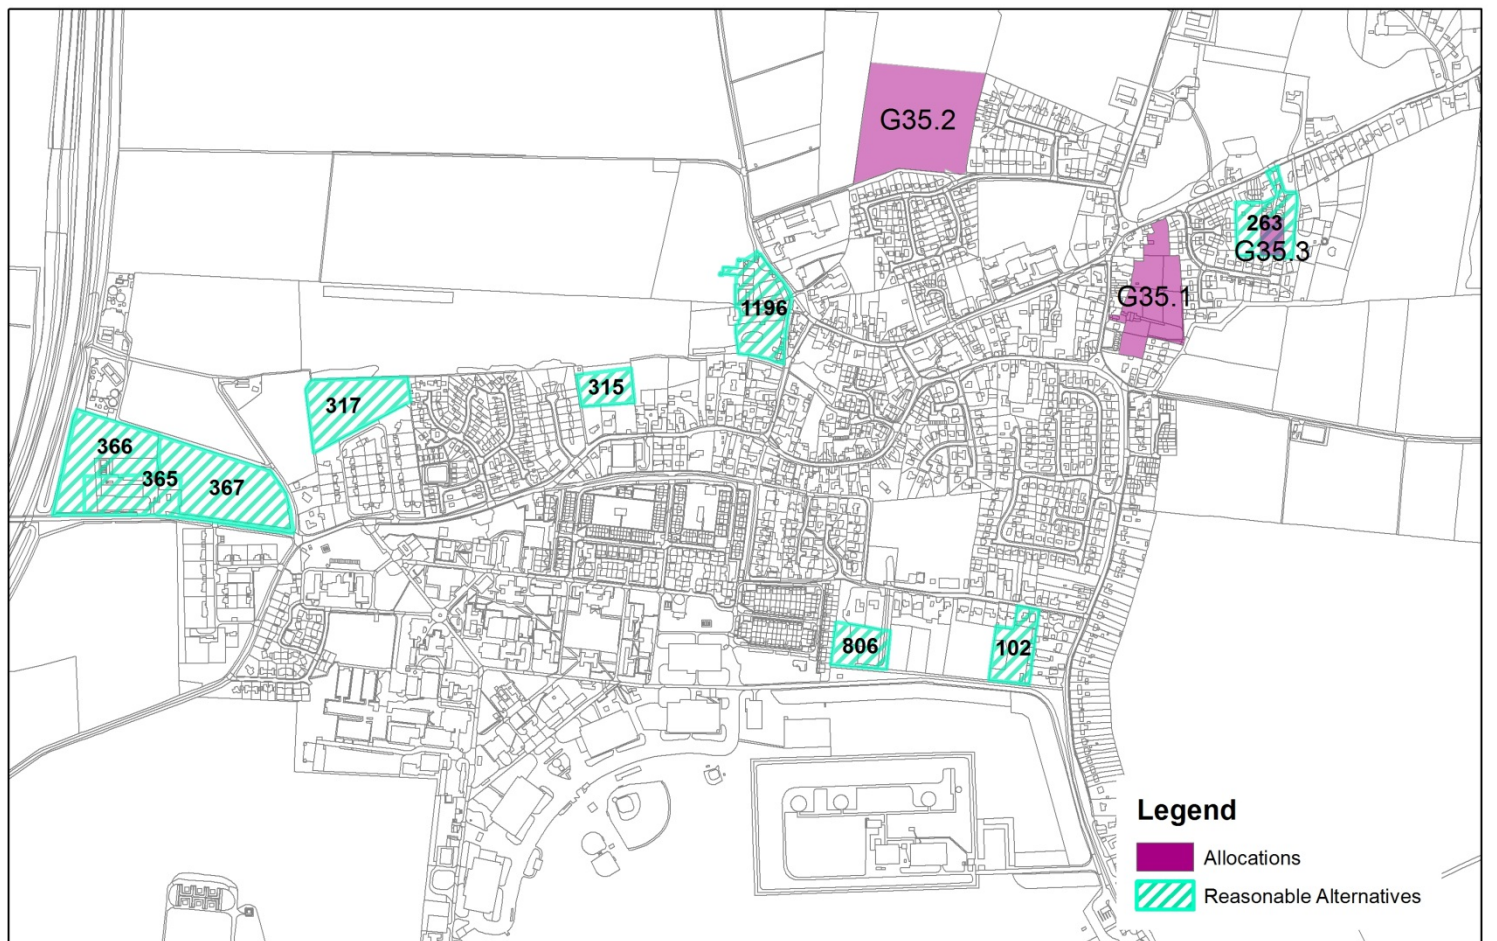 G35.2
263
G35.3
G35.1
1196
315
317
366
365
367
806
102
Legend
Allocations
Reasonable Alternatives